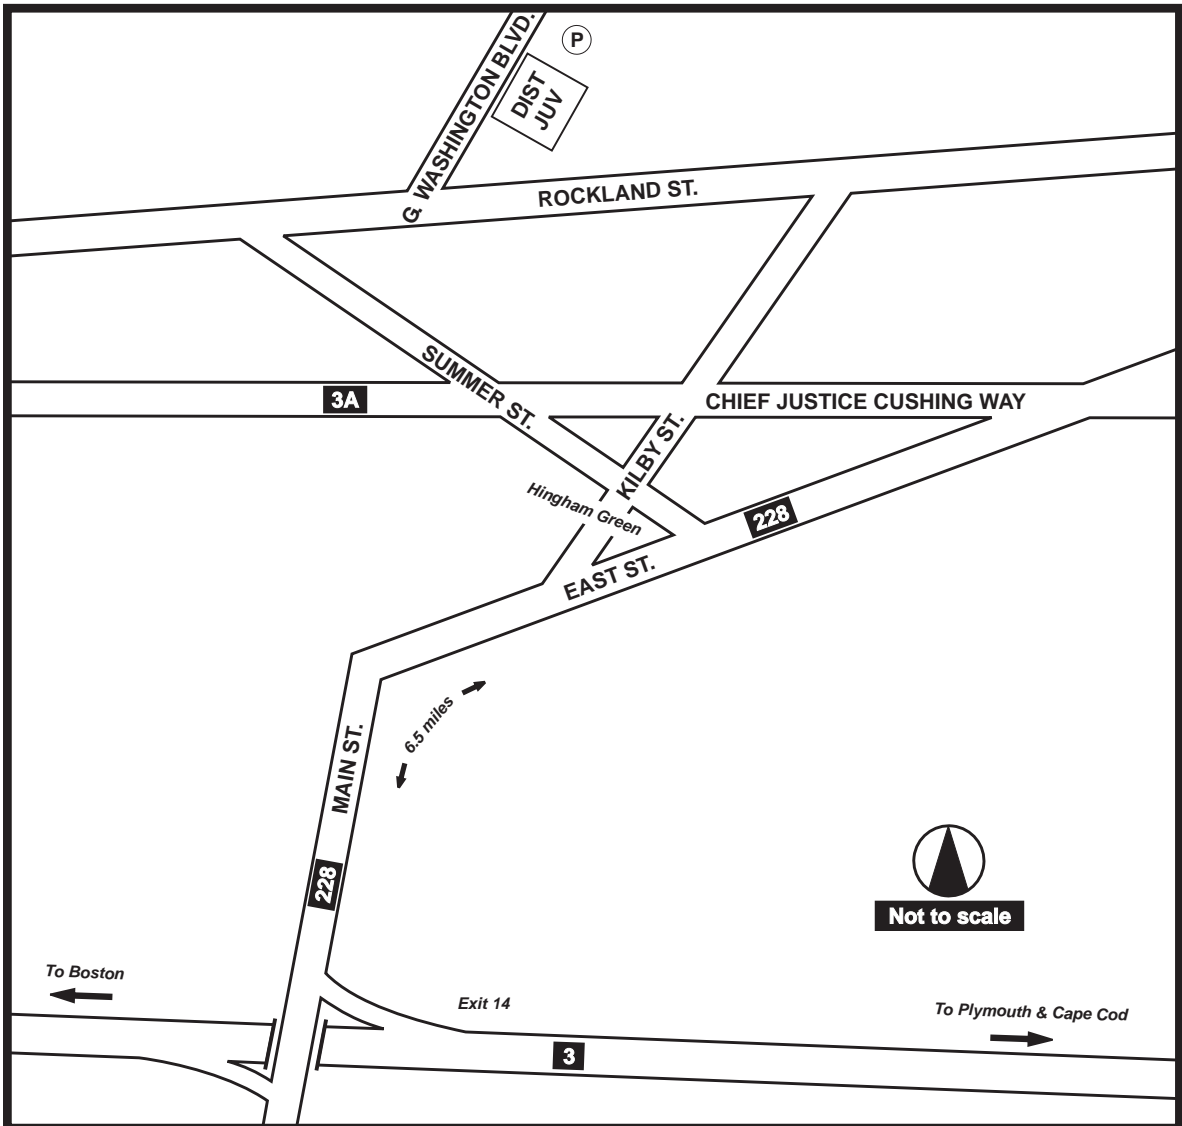 G. WASHINGTON BLVD.
P
DIST
JUV
ROCKLAND ST.
SUMMER ST.
3A
CHIEF JUSTICE CUSHING WAY
KILBY ST.
Hingham Green
228
EAST ST.
6.5 miles
MAIN ST.
228
Not to scale
To Boston
Exit 14
To Plymouth & Cape Cod
3